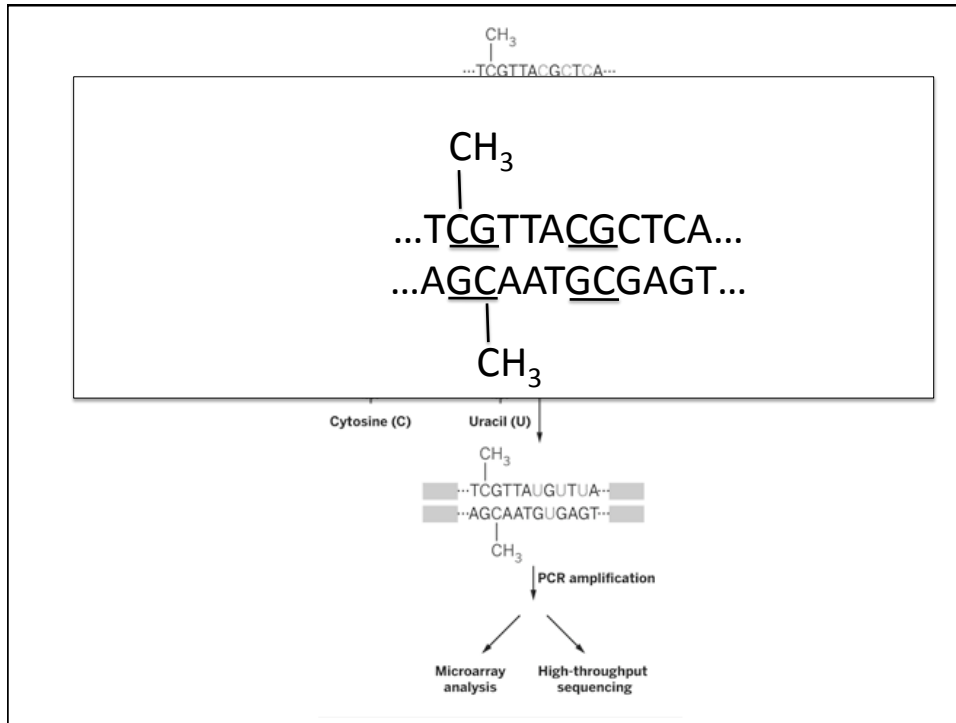 CH₃
···TCGTTACGCTCA···
CH₃
...TCGTTACGCTCA...
...AGCAATGCGAGT...
CH₃
Cytosine (C) Uracil (U)
CH₃
···TCGTTAUGUTUA···
···AGCAATGUGAGT···
CH₃
PCR amplification
Microarray analysis
High-throughput sequencing